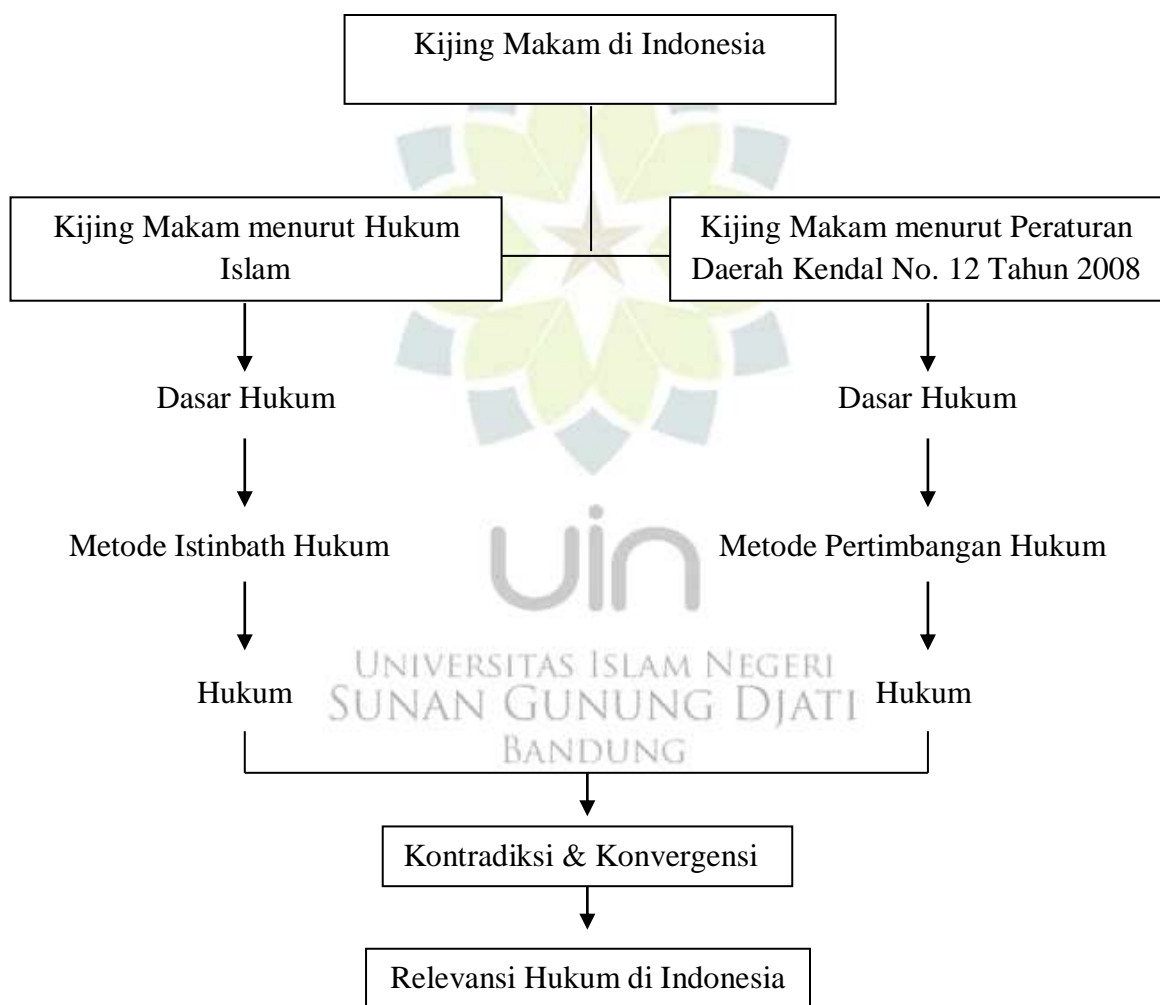 Kijing Makam di Indonesia
Kijing Makam menurut Hukum
Islam
Kijing Makam menurut Peraturan
Daerah Kendal No. 12 Tahun 2008
Dasar Hukum
Dasar Hukum
Metode Istinbath Hukum
Metode Pertimbangan Hukum
uin
UNIVERSITAS ISLAM NEGERI
SUNAN GUNUNG DJATI
BANDUNG
Hukum
Hukum
Kontradiksi & Konvergensi
Relevansi Hukum di Indonesia